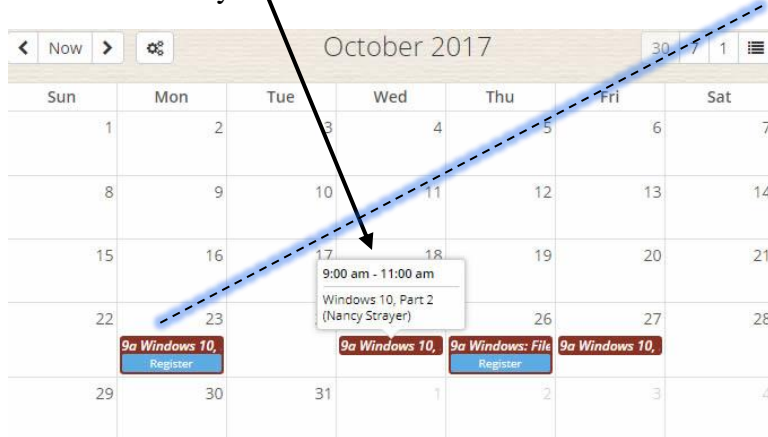 Now
October 2017
30 7 1
Sun Mon Tue Wed Thu Fri Sat
1 2 3 4 5 6 7
8 9 10 11 12 13 14
15 16 17 18 19 20 21
9:00 am - 11:00 am
Windows 10, Part 2
(Nancy Strayer)
22 23 26 27 28
9a Windows 10, 9a Windows 10, 9a Windows: File 9a Windows 10,
Register Register
29 30 31 1 2 3 4